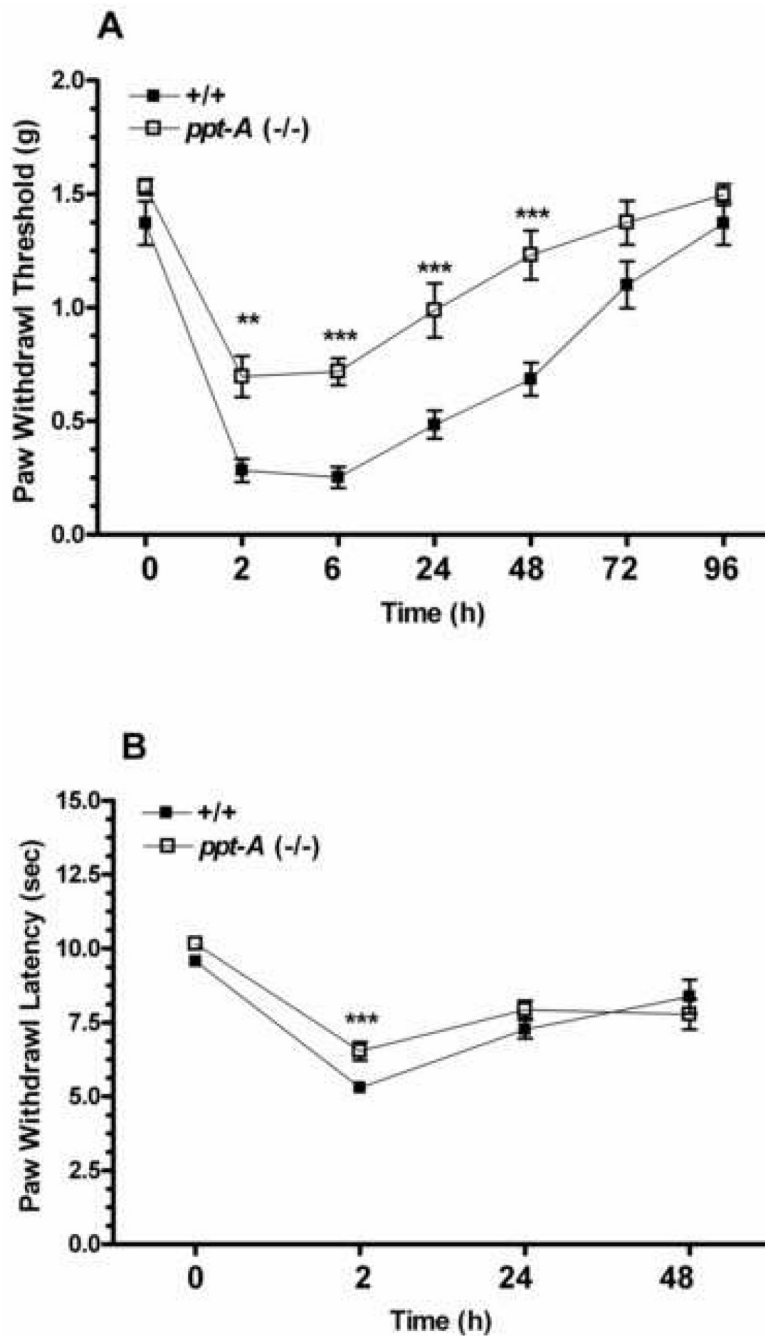 A
2.0
+/+
ppt-A (-/-)
Paw Withdrawl Threshold (g)
***
1.5
***
**
***
1.0
0.5
0.0
0 2 6 24 48 72 96
Time (h)
B
15.0
+/+
ppt-A (-/-)
12.5
Paw Withdrawl Latency (sec)
10.0
***
7.5
5.0
2.5
0.0
0 2 24 48
Time (h)